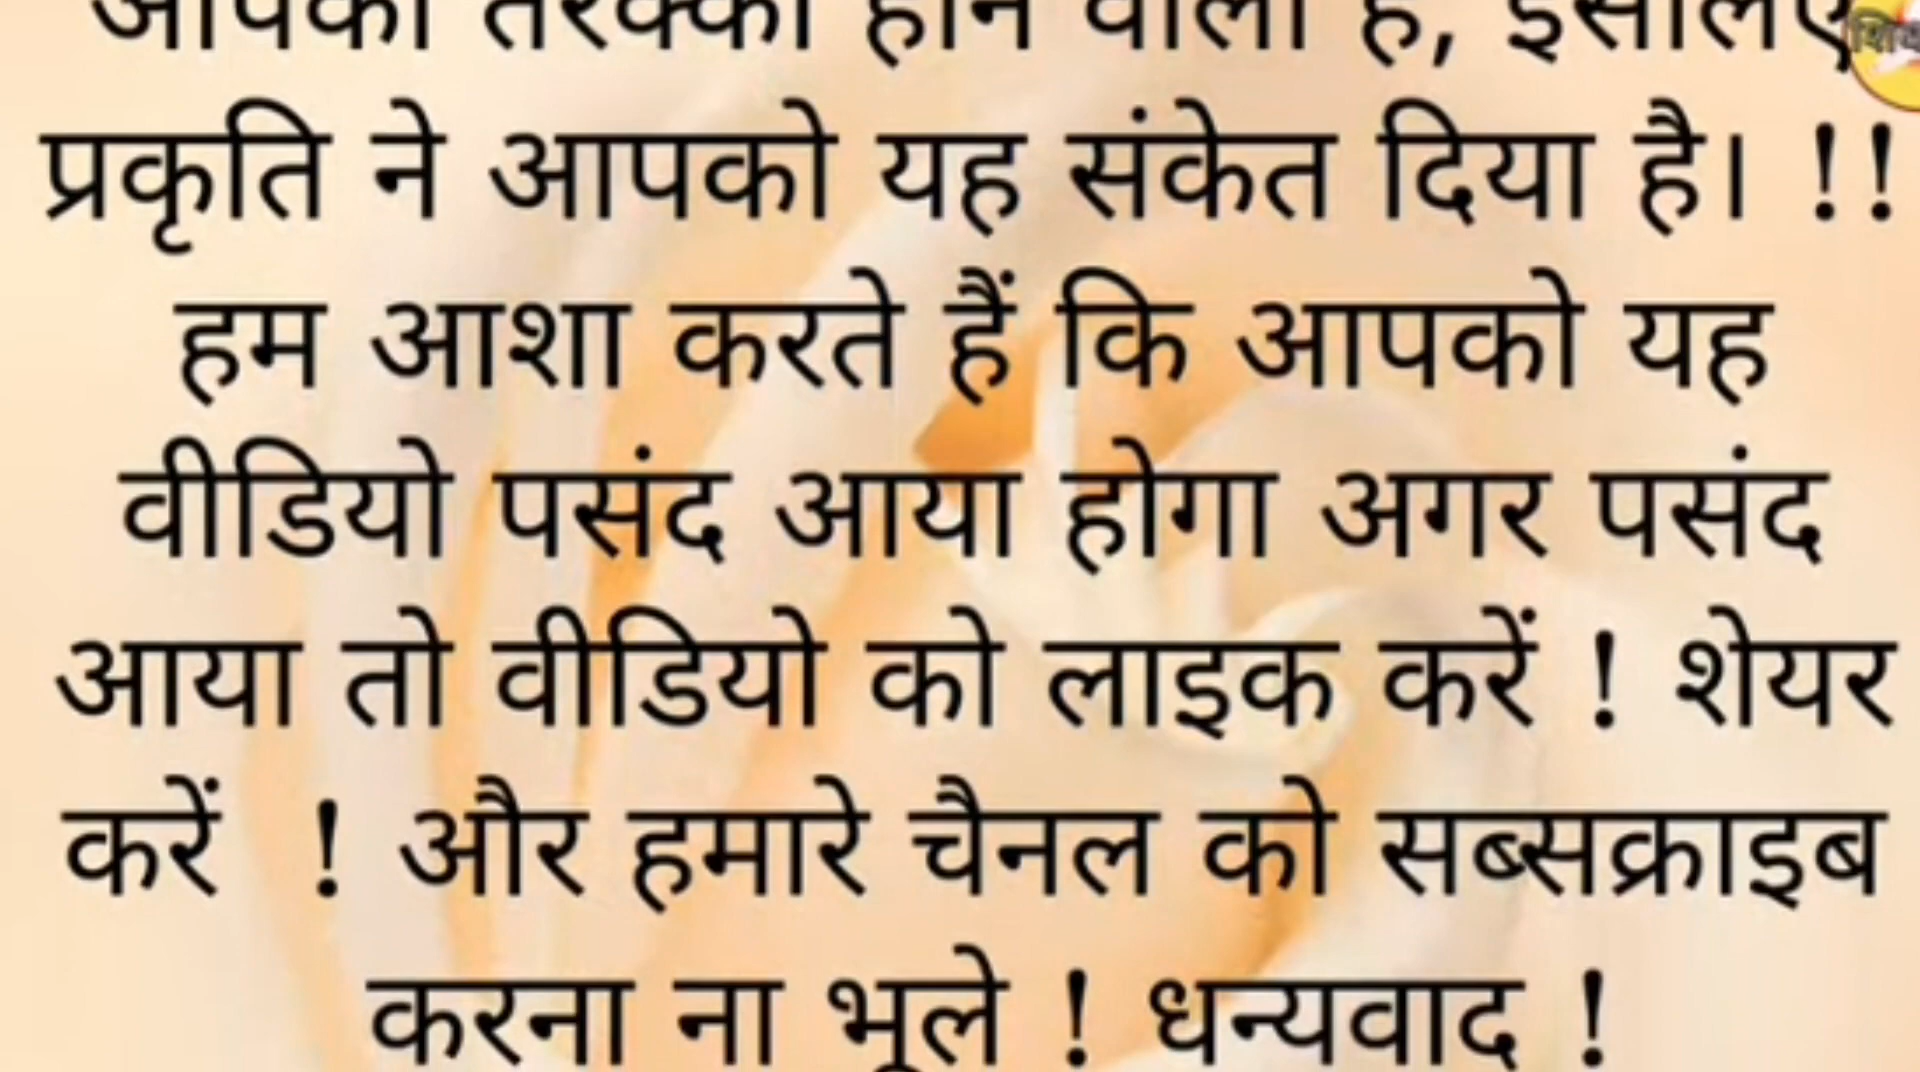 आपकी तरक्की होने वाली है, इसलिए
प्रकृति ने आपको यह संकेत दिया है। !!
हम आशा करते हैं कि आपको यह
वीडियो पसंद आया होगा अगर पसंद
आया तो वीडियो को लाइक करें ! शेयर
करें ! और हमारे चैनल को सब्सक्राइब
करना ना भूले ! धन्यवाद !